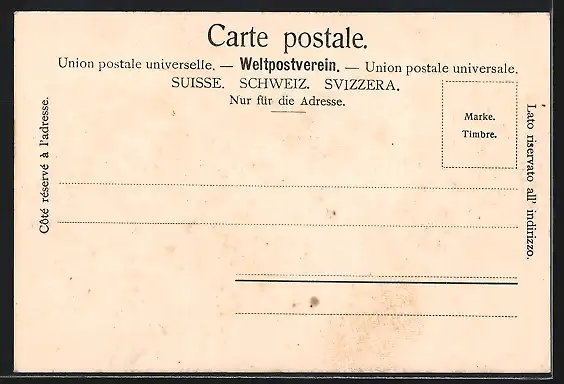 Carte postale.
Union postale universelle. — Weltpostverein. — Union postale universale.
SUISSE. SCHWEIZ. SVIZZERA.
Nur für die Adresse.
Marke.
Timbre.
Côté réservé à l'adresse.
Lato riservato all' indirizzo.